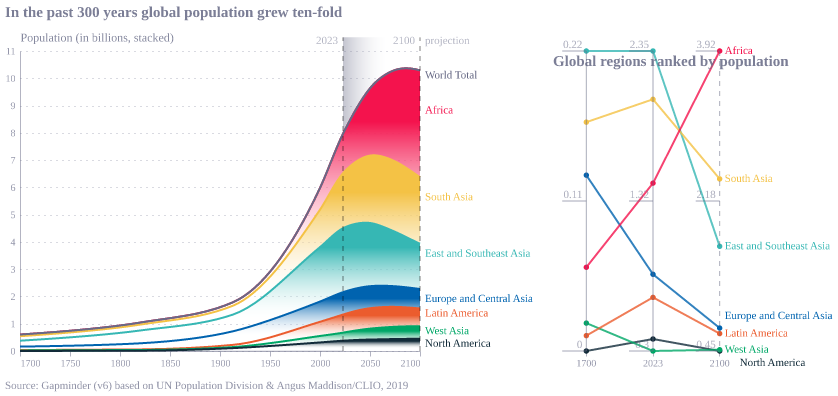 In the past 300 years global population grew ten-fold
Population (in billions, stacked)
2023
2100
projection
11
10
9
8
7
6
5
4
3
2
1
0
World Total
Africa
South Asia
East and Southeast Asia
Europe and Central Asia
Latin America
West Asia
North America
1700
1750
1800
1850
1900
1950
2000
2050
2100
Global regions ranked by population
0.22
2.35
3.92
0.11
2.18
0
0.45
Africa
South Asia
East and Southeast Asia
Europe and Central Asia
Latin America
West Asia
North America
1700
2023
2100
Source: Gapminder (v6) based on UN Population Division & Angus Maddison/CLIO, 2019